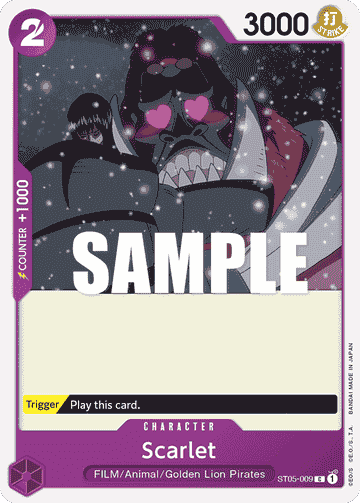 2
3000
打
STRIKE
COUNTER +1000
SAMPLE
Trigger Play this card.
CHARACTER
Scarlet
FILM/Animal/Golden Lion Pirates
ST05-009 C 1
©E.O./S. ©E.O./S., T.A. BANDAI MADE IN JAPAN